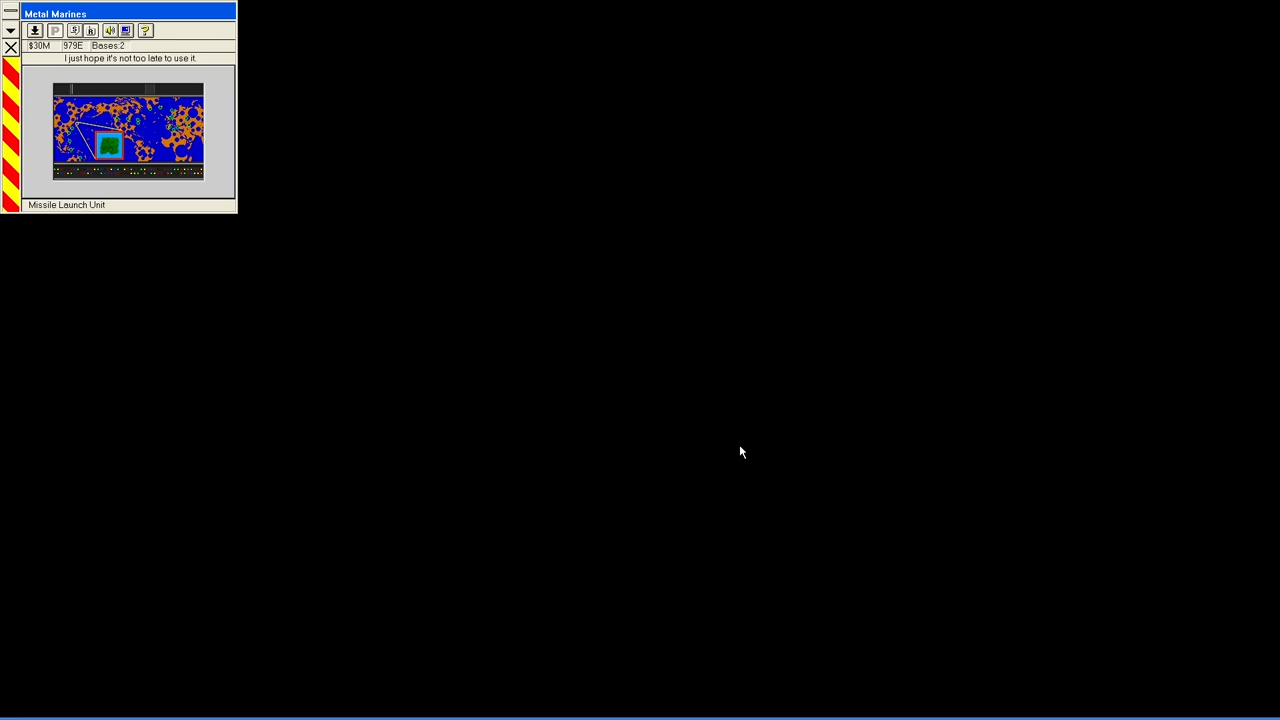 Metal Marines
P S R ?
$30M 979E Bases:2
I just hope it's not too late to use it.
Missile Launch Unit